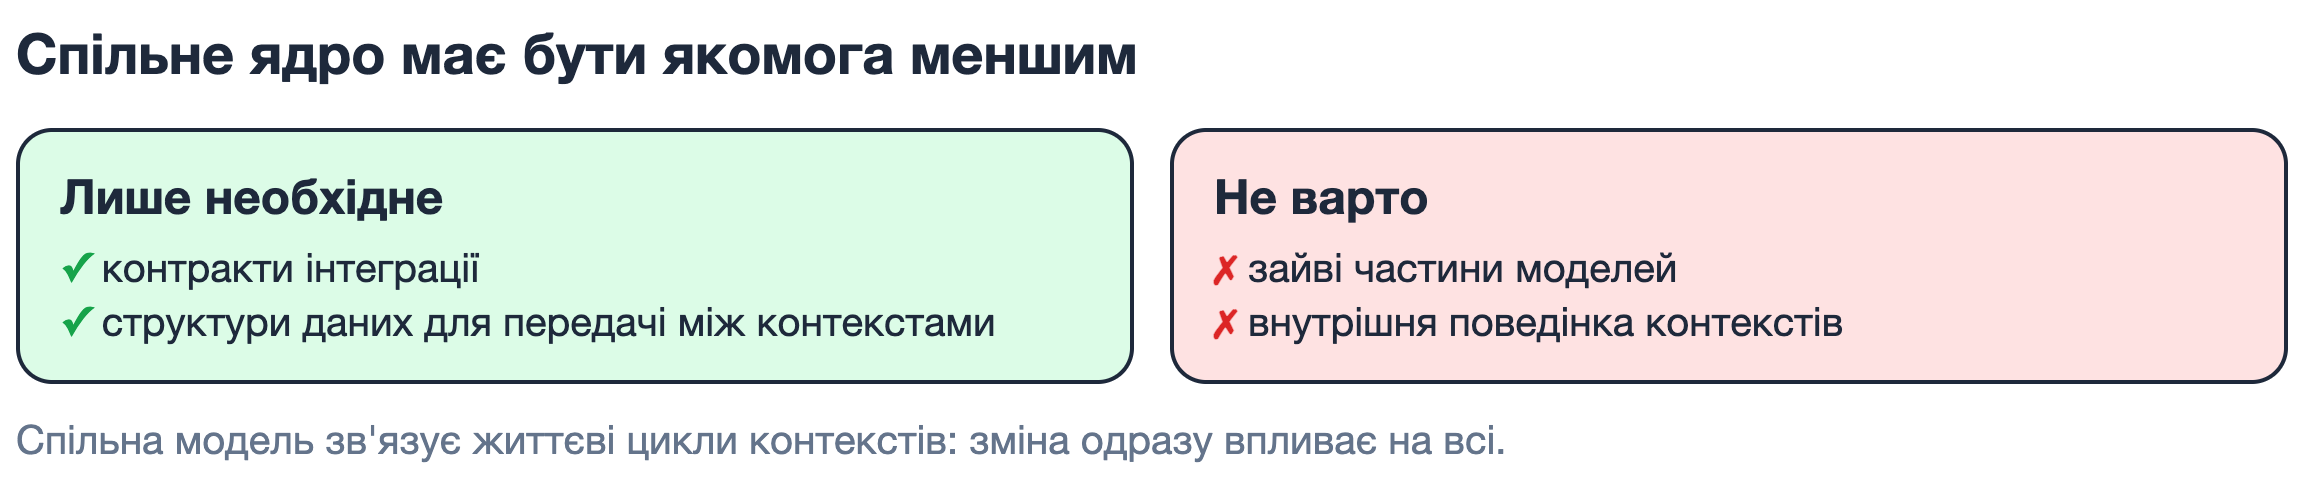 Спільне ядро має бути якомога меншим
Лише необхідне
✓ контракти інтеграції
✓ структури даних для передачі між контекстами
Не варто
✗ зайві частини моделей
✗ внутрішня поведінка контекстів
Спільна модель зв'язує життєві цикли контекстів: зміна одразу впливає на всі.